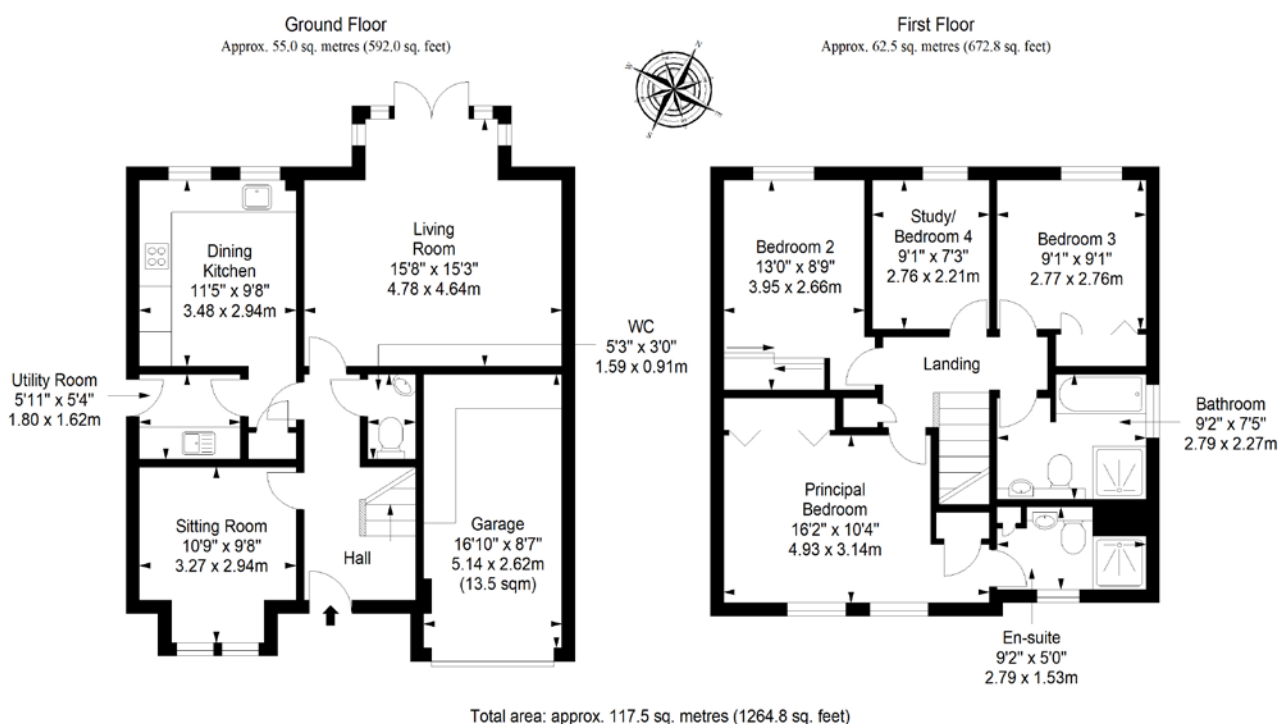 Ground Floor
Approx. 55.0 sq. metres (592.0 sq. feet)
First Floor
Approx. 62.5 sq. metres (672.8 sq. feet)
N
W
E
S
Dining
Kitchen
11'5" x 9'8"
3.48 x 2.94m
Living
Room
15'8" x 15'3"
4.78 x 4.64m
WC
5'3" x 3'0"
1.59 x 0.91m
Utility Room
5'11" x 5'4"
1.80 x 1.62m
Sitting Room
10'9" x 9'8"
3.27 x 2.94m
Hall
Garage
16'10" x 8'7"
5.14 x 2.62m
(13.5 sqm)
Bedroom 2
13'0" x 8'9"
3.95 x 2.66m
Study/
Bedroom 4
9'1" x 7'3"
2.76 x 2.21m
Bedroom 3
9'1" x 9'1"
2.77 x 2.76m
Landing
Bathroom
9'2" x 7'5"
2.79 x 2.27m
Principal
Bedroom
16'2" x 10'4"
4.93 x 3.14m
En-suite
9'2" x 5'0"
2.79 x 1.53m
Total area: approx. 117.5 sq. metres (1264.8 sq. feet)